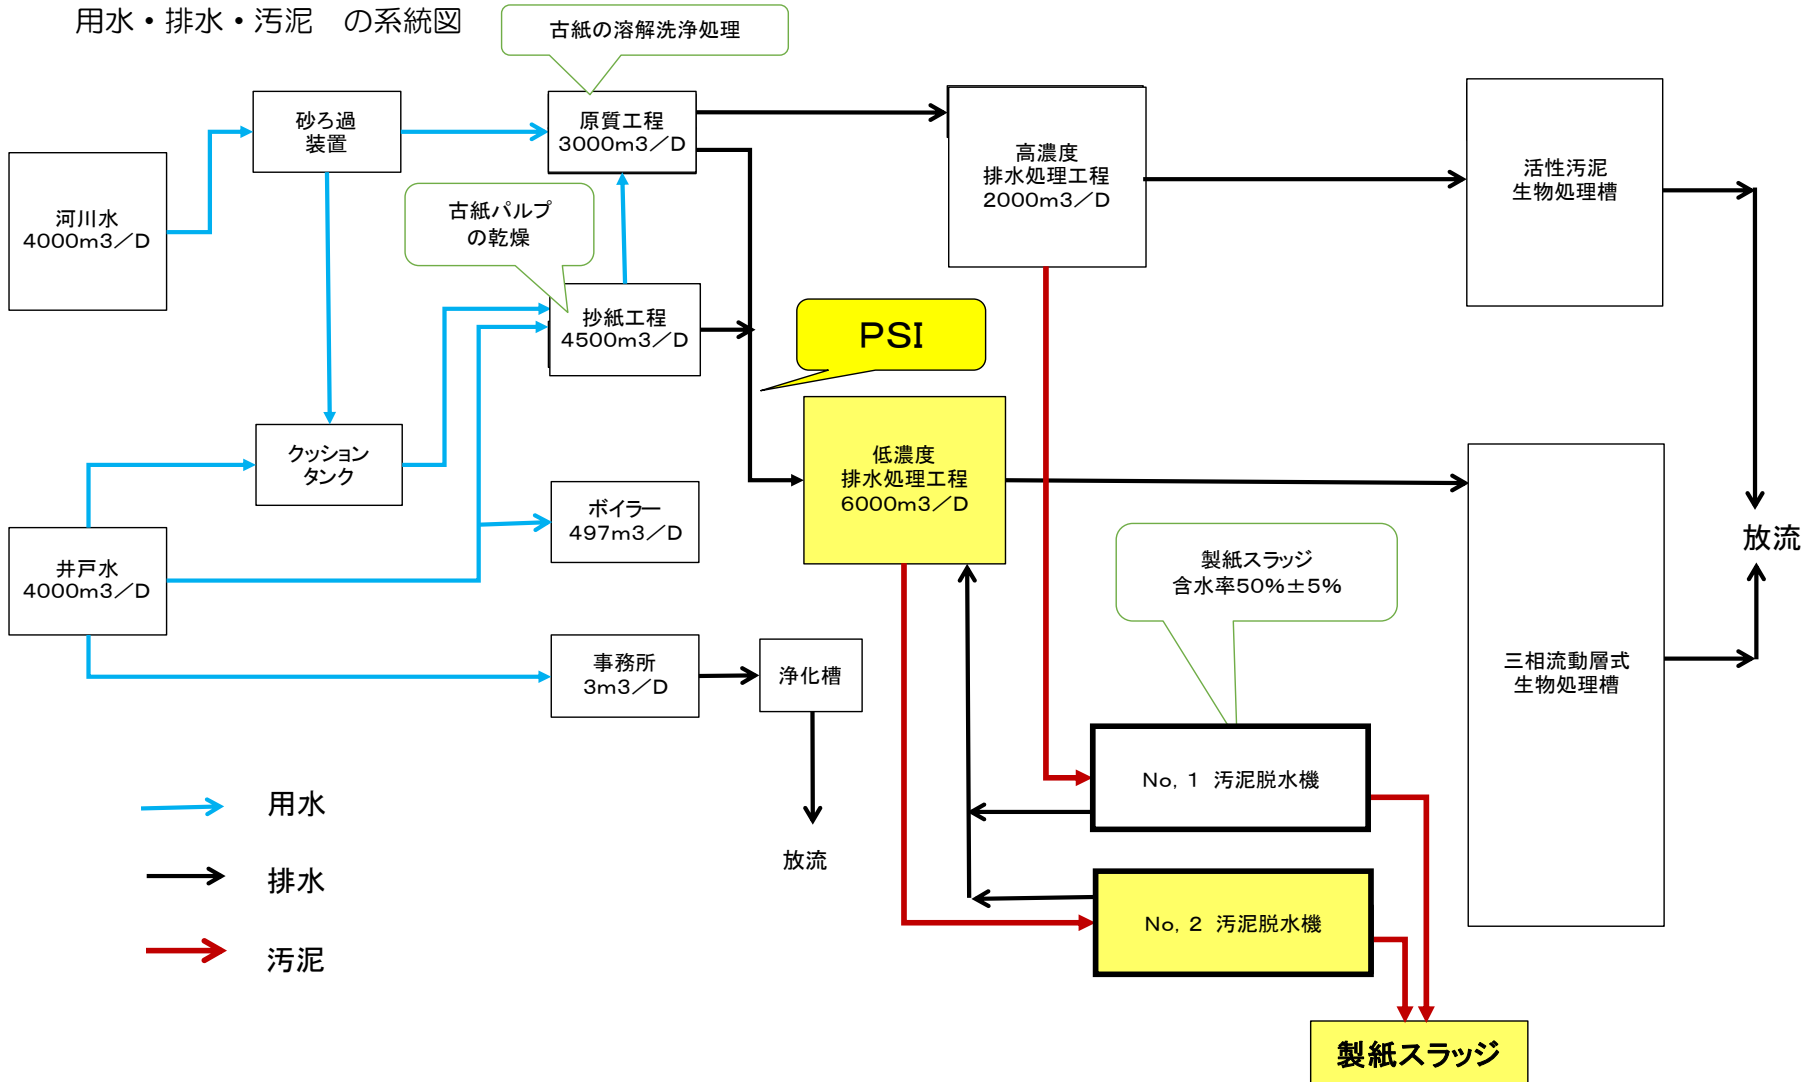 用水・排水・汚泥　の系統図
古紙の溶解洗浄処理
砂ろ過
装置
原質工程
3000m3／D
高濃度
排水処理工程
2000m3／D
活性汚泥
生物処理槽
河川水
4000m3／D
古紙パルプ
の乾燥
抄紙工程
4500m3／D
PSI
クッション
タンク
低濃度
排水処理工程
6000m3／D
ボイラー
497m3／D
放流
製紙スラッジ
含水率50%±5%
井戸水
4000m3／D
事務所
3m3／D
浄化槽
三相流動層式
生物処理槽
No, 1　汚泥脱水機
用水
放流
排水
No, 2　汚泥脱水機
汚泥
製紙スラッジ